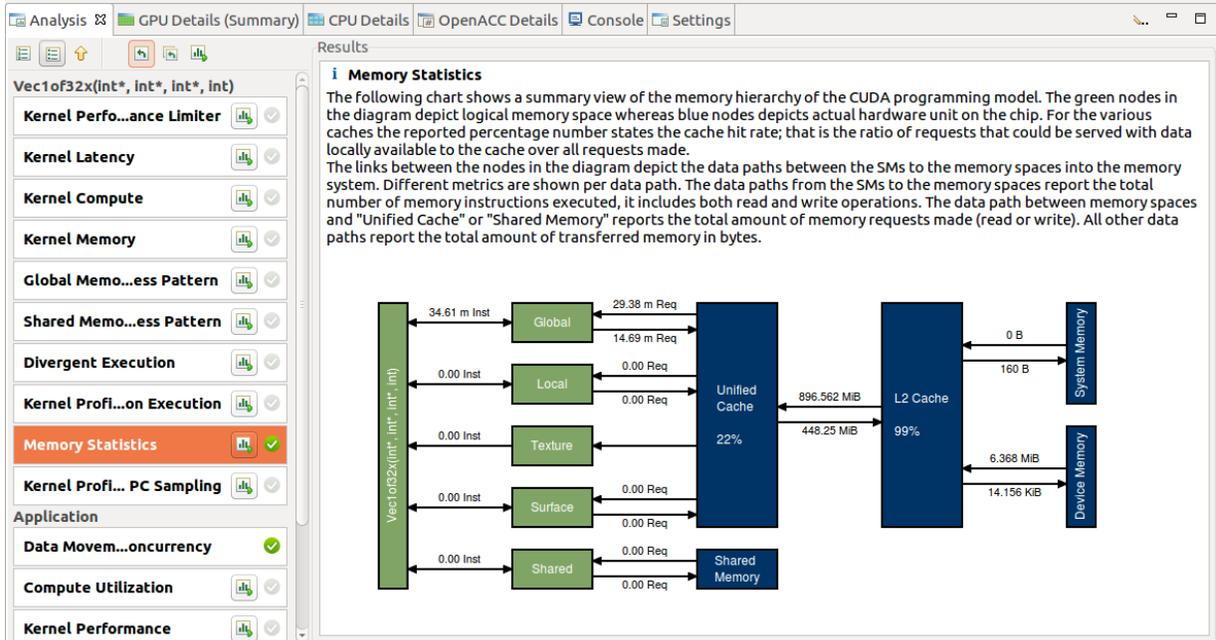 Analysis GPU Details (Summary) CPU Details OpenACC Details Console Settings
Results
Vec1of32x(int*, int*, int*, int)
Kernel Perfo...ance Limiter
Kernel Latency
Kernel Compute
Kernel Memory
Global Memo...ess Pattern
Shared Memo...ess Pattern
Divergent Execution
Kernel Profi...on Execution
Memory Statistics
Kernel Profi... PC Sampling
Application
Data Movem...oncurrency
Compute Utilization
Kernel Performance
i Memory Statistics
The following chart shows a summary view of the memory hierarchy of the CUDA programming model. The green nodes in
the diagram depict logical memory space whereas blue nodes depicts actual hardware unit on the chip. For the various
caches the reported percentage number states the cache hit rate; that is the ratio of requests that could be served with data
locally available to the cache over all requests made.
The links between the nodes in the diagram depict the data paths between the SMs to the memory spaces into the memory
system. Different metrics are shown per data path. The data paths from the SMs to the memory spaces report the total
number of memory instructions executed, it includes both read and write operations. The data path between memory spaces
and "Unified Cache" or "Shared Memory" reports the total amount of memory requests made (read or write). All other data
paths report the total amount of transferred memory in bytes.
Vec1of32x(int*, int*, int*, int)
34.61 m Inst
Global
29.38 m Req
14.69 m Req
0.00 Inst
Local
0.00 Req
0.00 Req
0.00 Inst
Texture
0.00 Inst
Surface
0.00 Req
0.00 Req
0.00 Inst
Shared
0.00 Req
0.00 Req
Unified
Cache
22%
Shared
Memory
896.562 MiB
448.25 MiB
L2 Cache
99%
0 B
160 B
System Memory
6.368 MiB
14.156 KiB
Device Memory